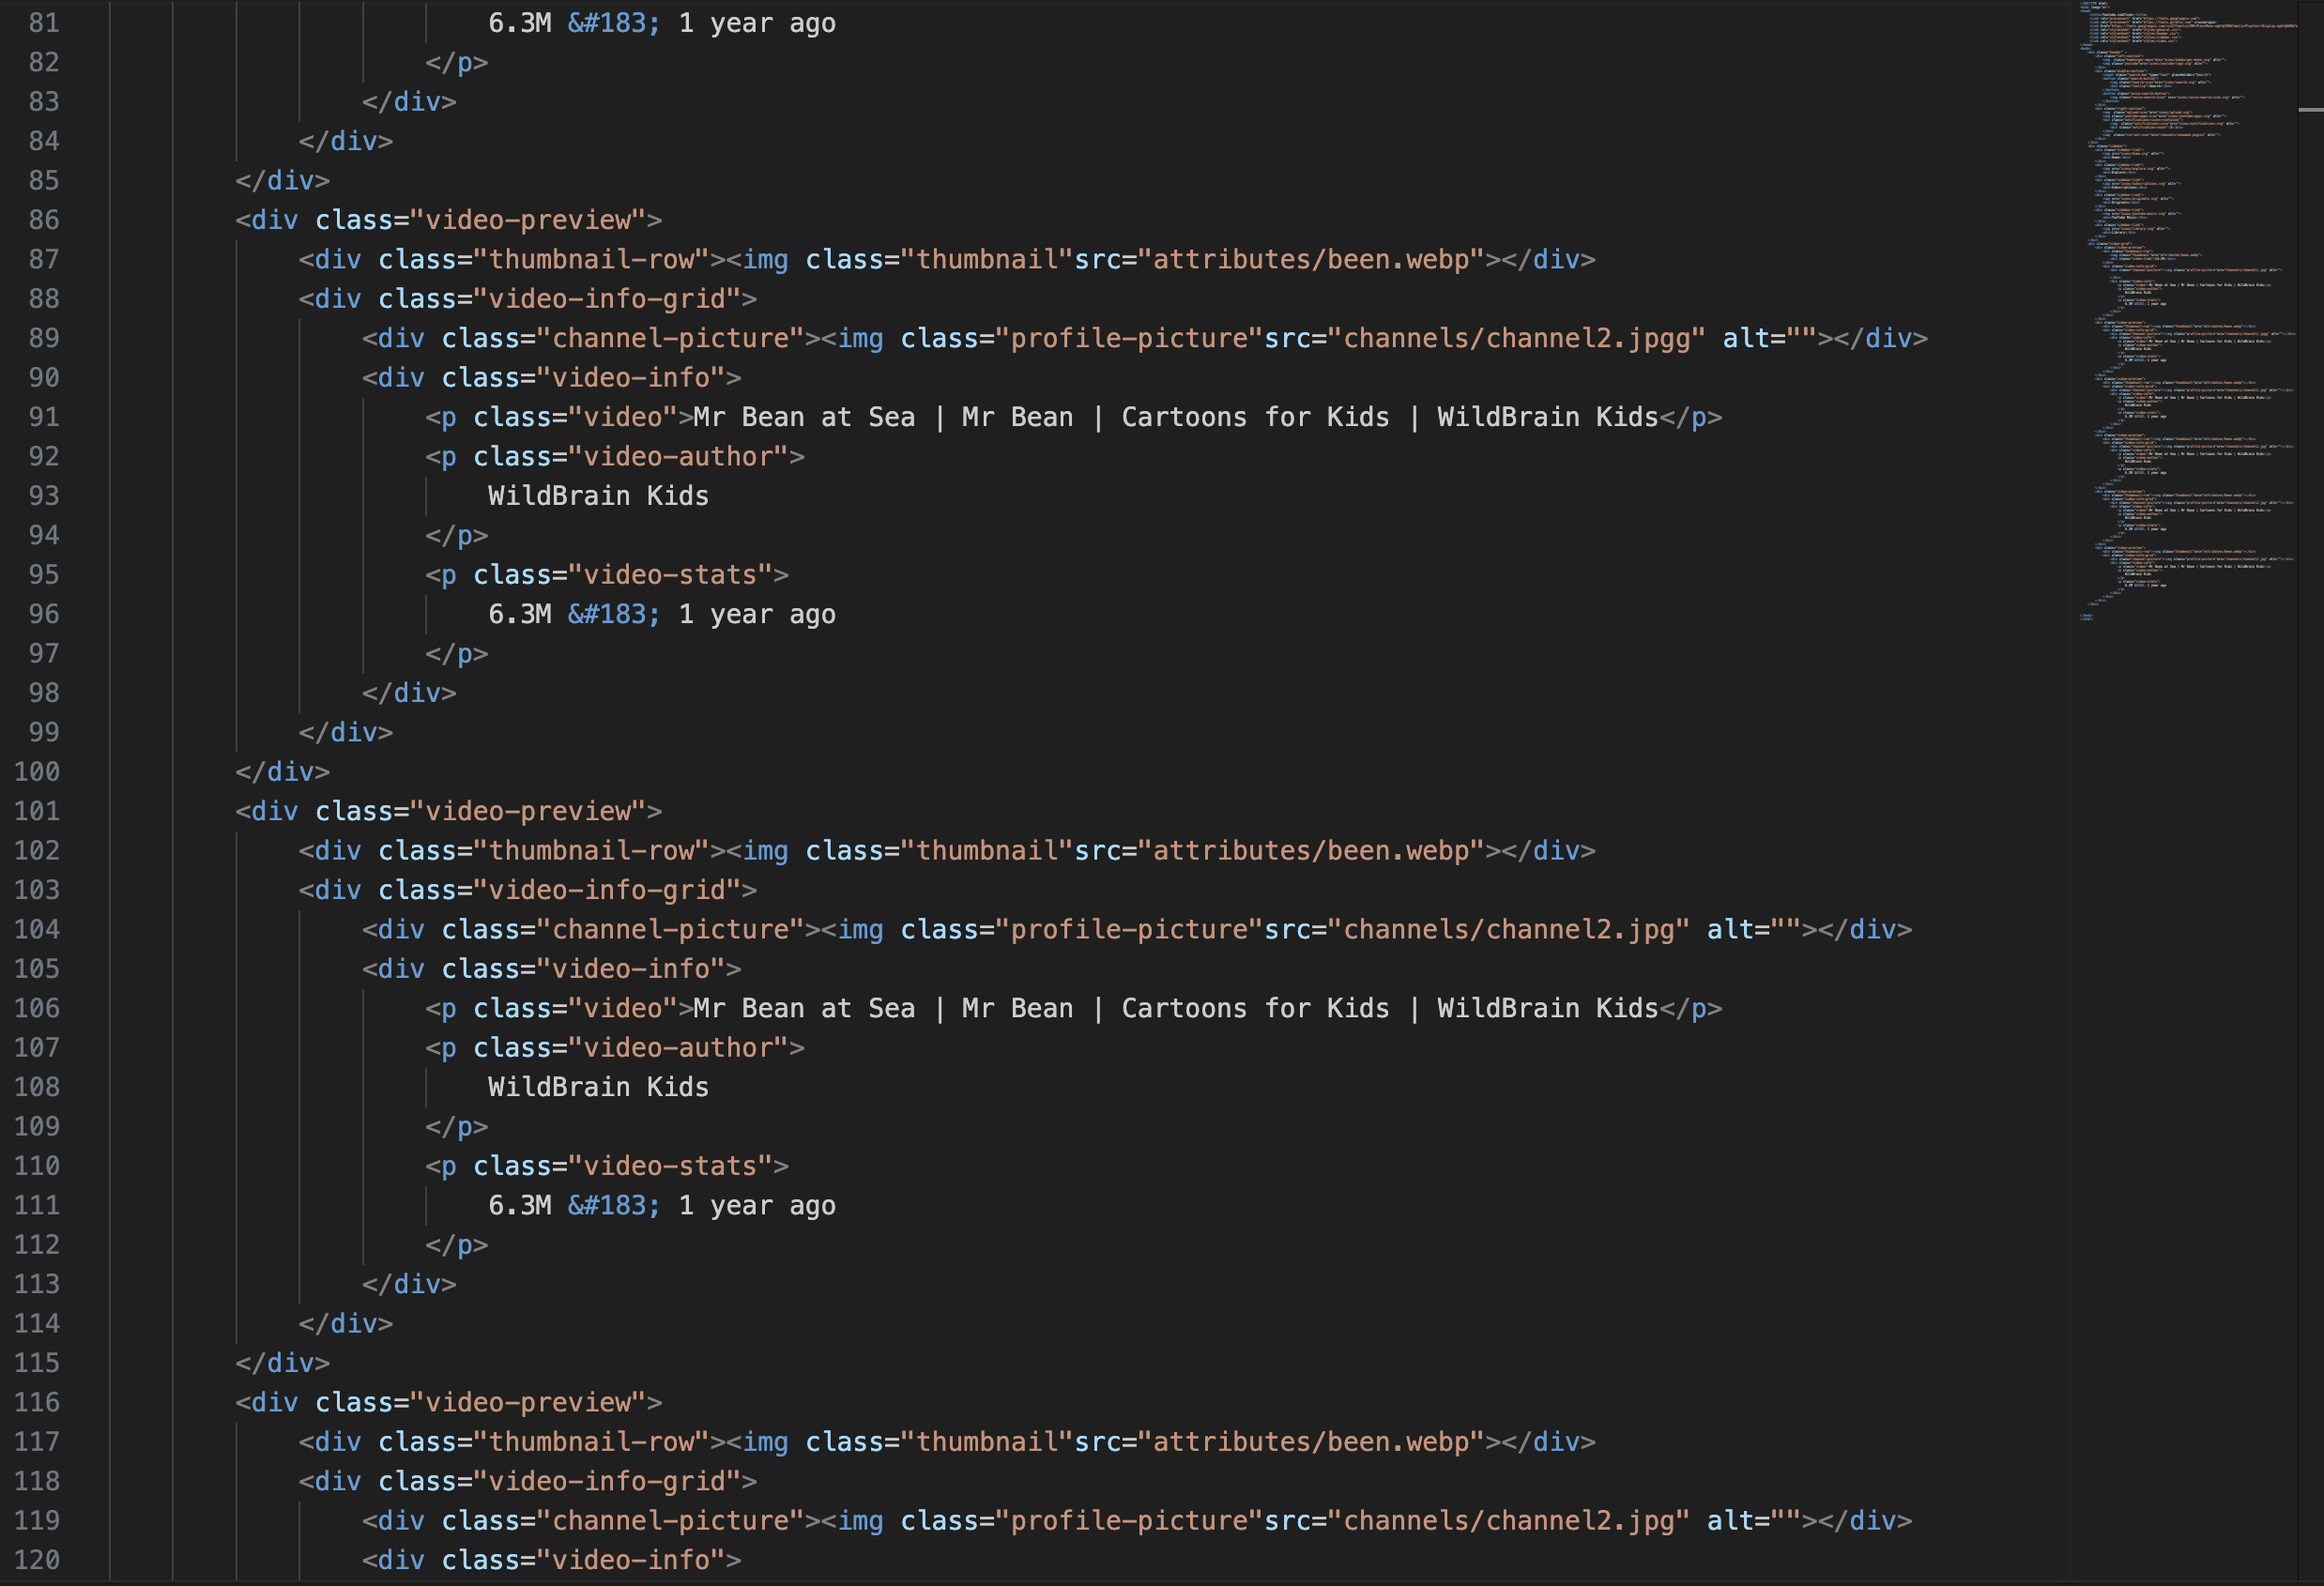 81 6.3M &#183; 1 year ago
82 </p>
83 </div>
84 </div>
85 </div>
86 <div class="video-preview">
87 <div class="thumbnail-row"><img class="thumbnail"src="attributes/been.webp"></div>
88 <div class="video-info-grid">
89 <div class="channel-picture"><img class="profile-picture"src="channels/channel2.jpgg" alt=""></div>
90 <div class="video-info">
91 <p class="video">Mr Bean at Sea | Mr Bean | Cartoons for Kids | WildBrain Kids</p>
92 <p class="video-author">
93 WildBrain Kids
94 </p>
95 <p class="video-stats">
96 6.3M &#183; 1 year ago
97 </p>
98 </div>
99 </div>
100 </div>
101 <div class="video-preview">
102 <div class="thumbnail-row"><img class="thumbnail"src="attributes/been.webp"></div>
103 <div class="video-info-grid">
104 <div class="channel-picture"><img class="profile-picture"src="channels/channel2.jpg" alt=""></div>
105 <div class="video-info">
106 <p class="video">Mr Bean at Sea | Mr Bean | Cartoons for Kids | WildBrain Kids</p>
107 <p class="video-author">
108 WildBrain Kids
109 </p>
110 <p class="video-stats">
111 6.3M &#183; 1 year ago
112 </p>
113 </div>
114 </div>
115 </div>
116 <div class="video-preview">
117 <div class="thumbnail-row"><img class="thumbnail"src="attributes/been.webp"></div>
118 <div class="video-info-grid">
119 <div class="channel-picture"><img class="profile-picture"src="channels/channel2.jpg" alt=""></div>
120 <div class="video-info">